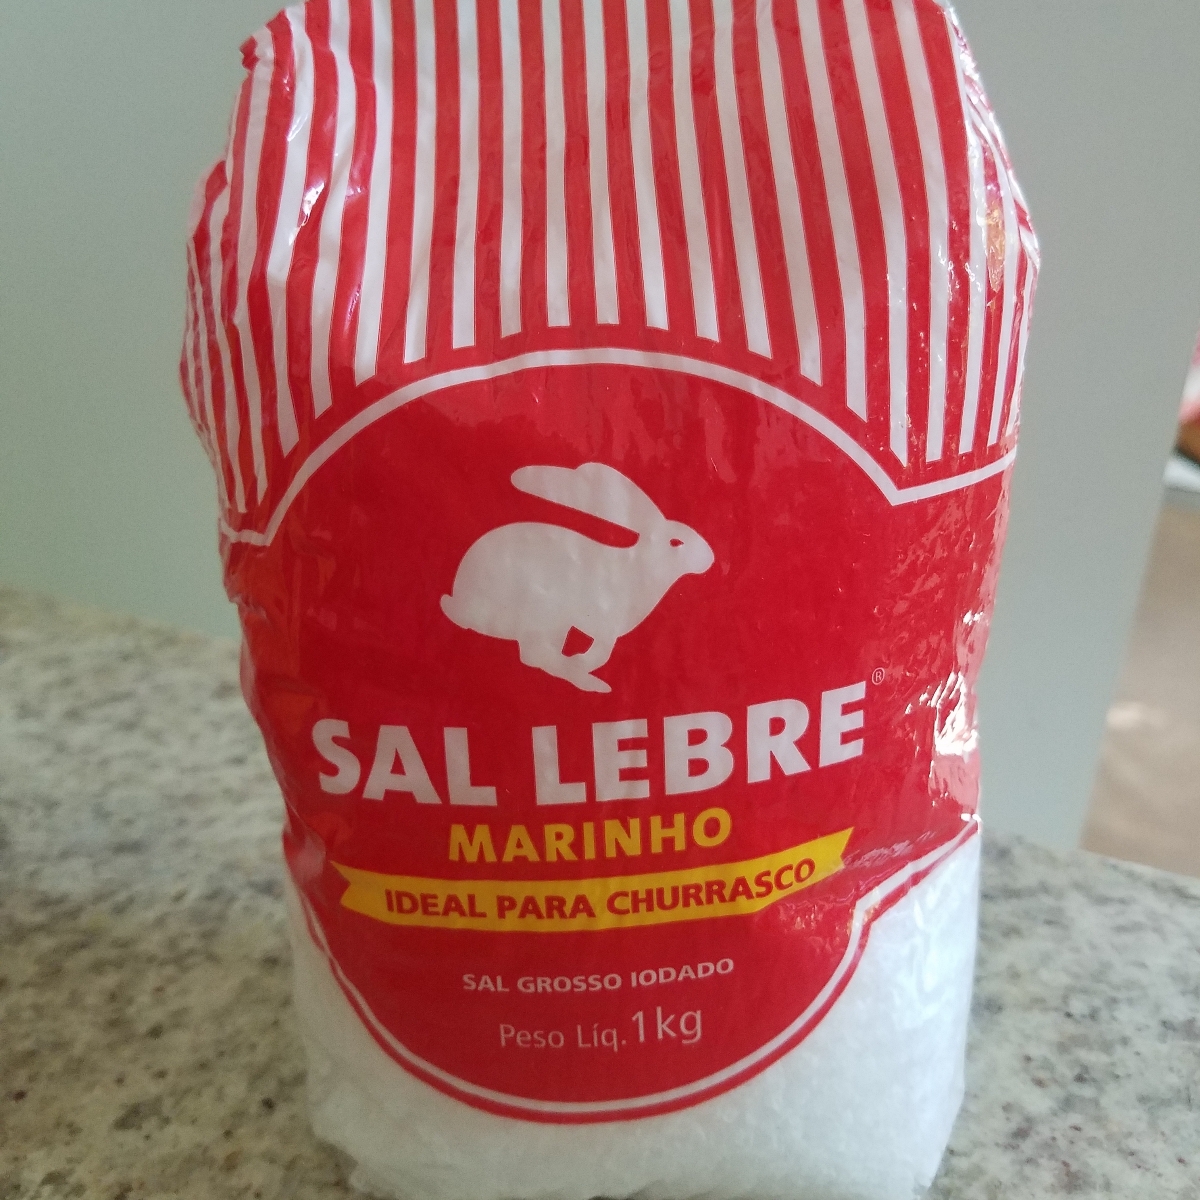 SAL LEBRE®
MARINHO
IDEAL PARA CHURRASCO
SAL GROSSO IODADO
Peso Líq.1kg